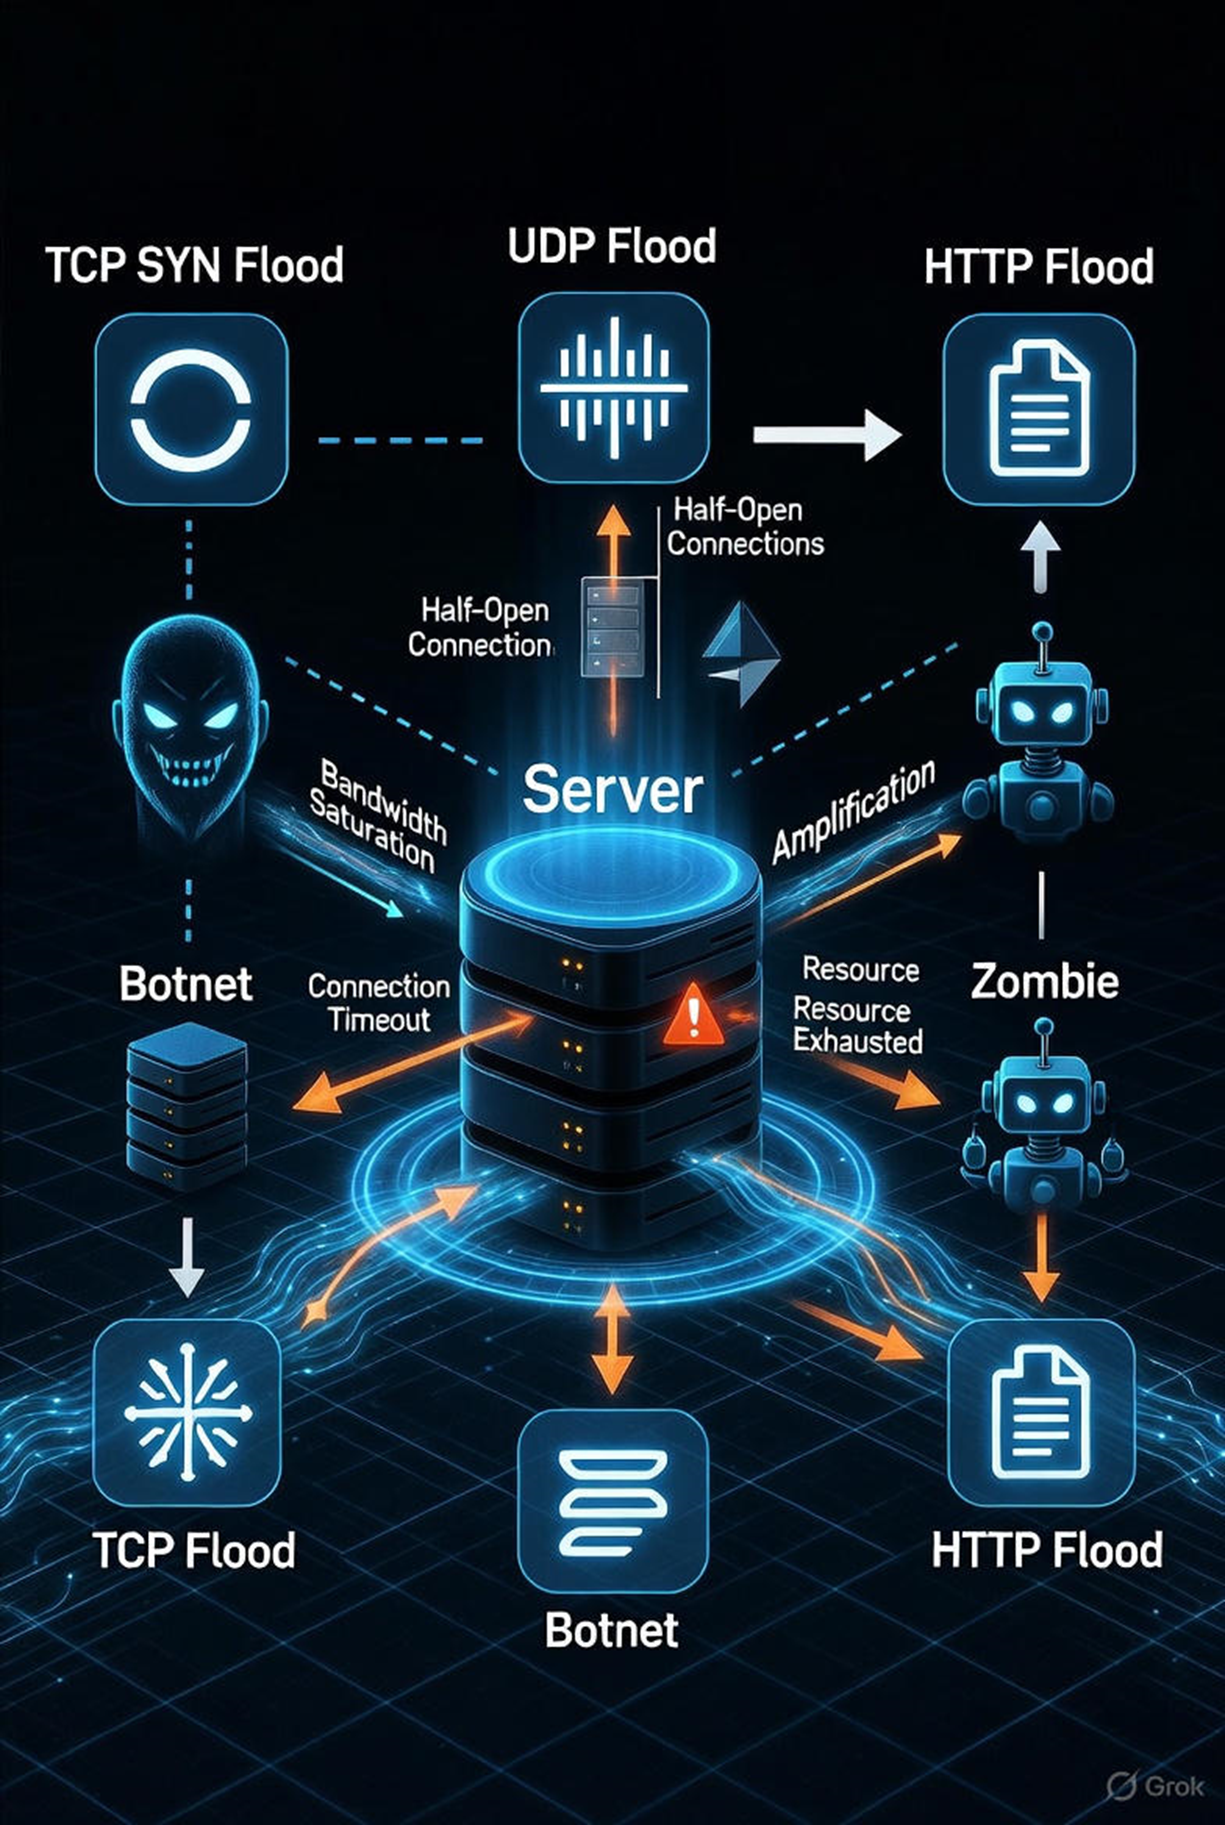 TCP SYN Flood
UDP Flood
HTTP Flood
Half-Open
Connections
Half-Open
Connection
Server
Bandwidth
Saturation
Amplification
Botnet
Connection
Timeout
Resource
Resource
Exhausted
Zombie
TCP Flood
HTTP Flood
Botnet
Grok